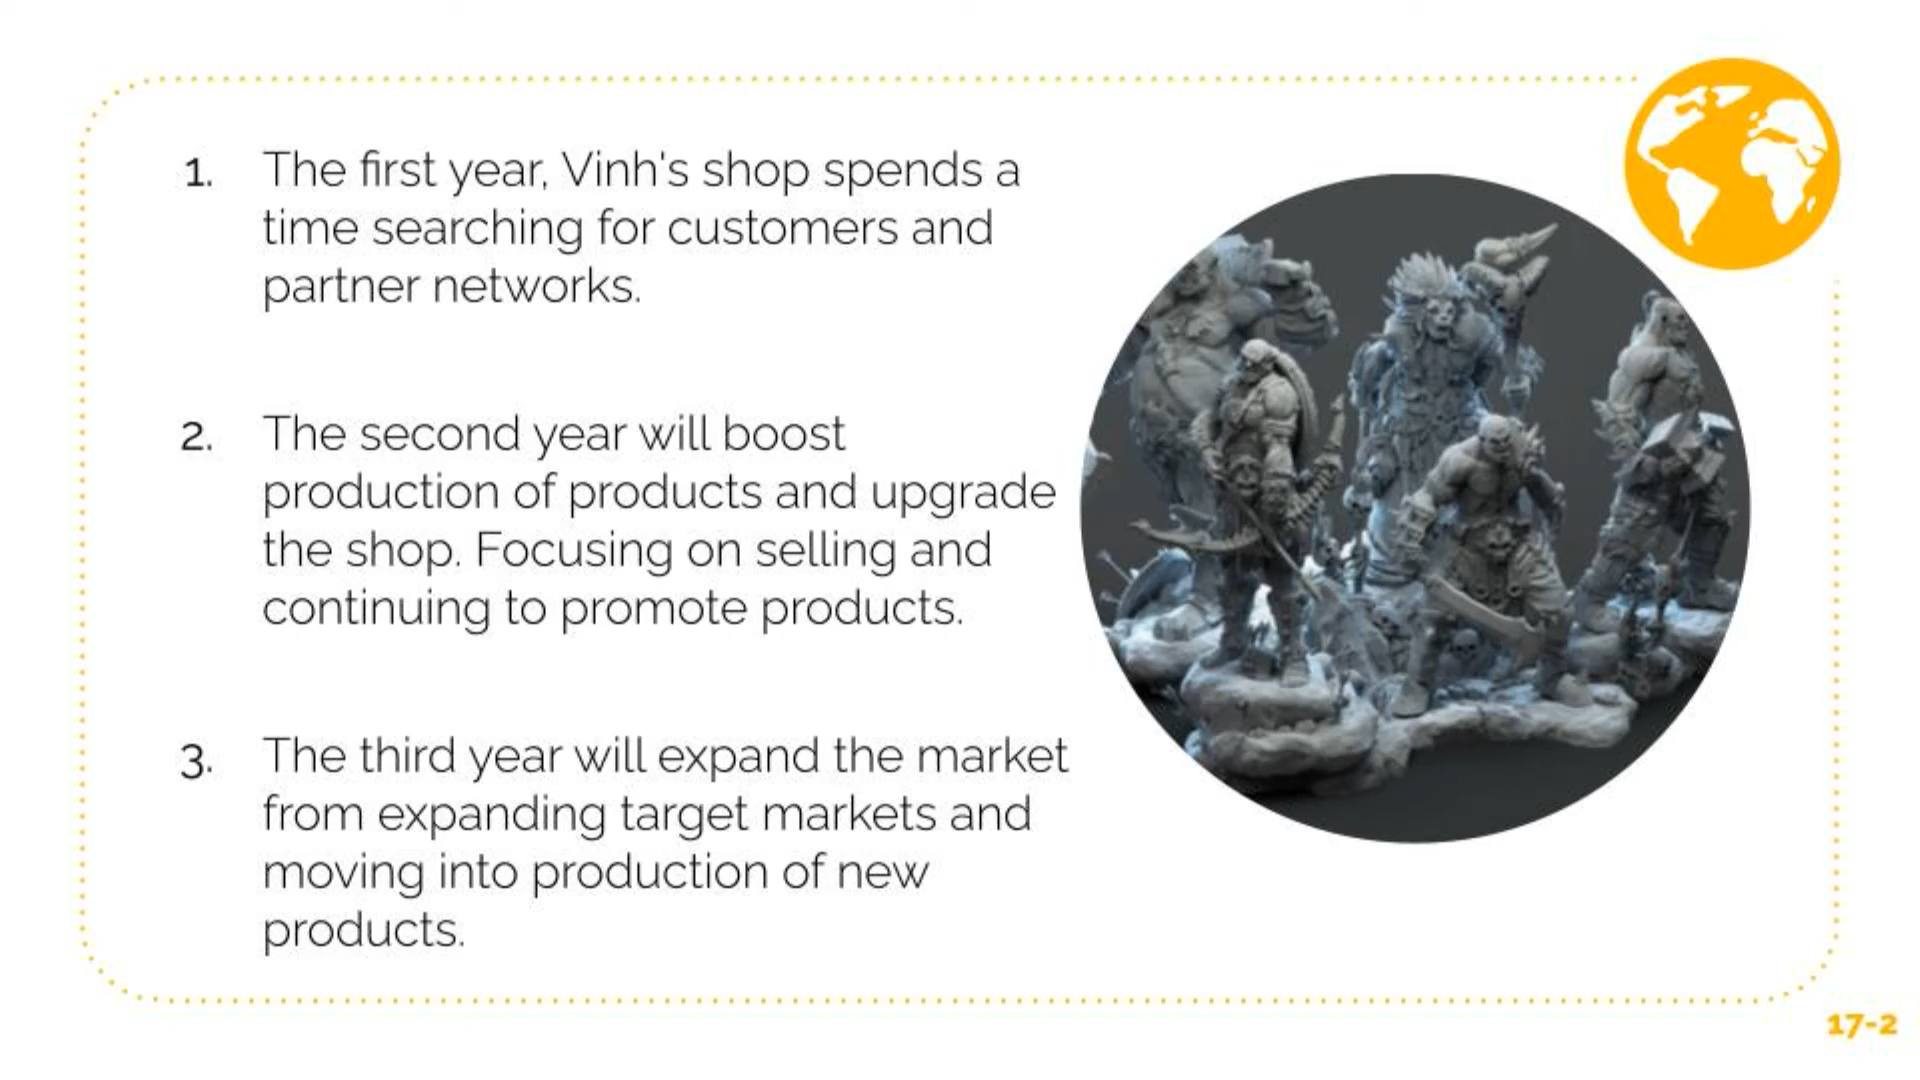 1. The first year, Vinh's shop spends a
time searching for customers and
partner networks.
2. The second year will boost
production of products and upgrade
the shop. Focusing on selling and
continuing to promote products.
3. The third year will expand the market
from expanding target markets and
moving into production of new
products.
17-2